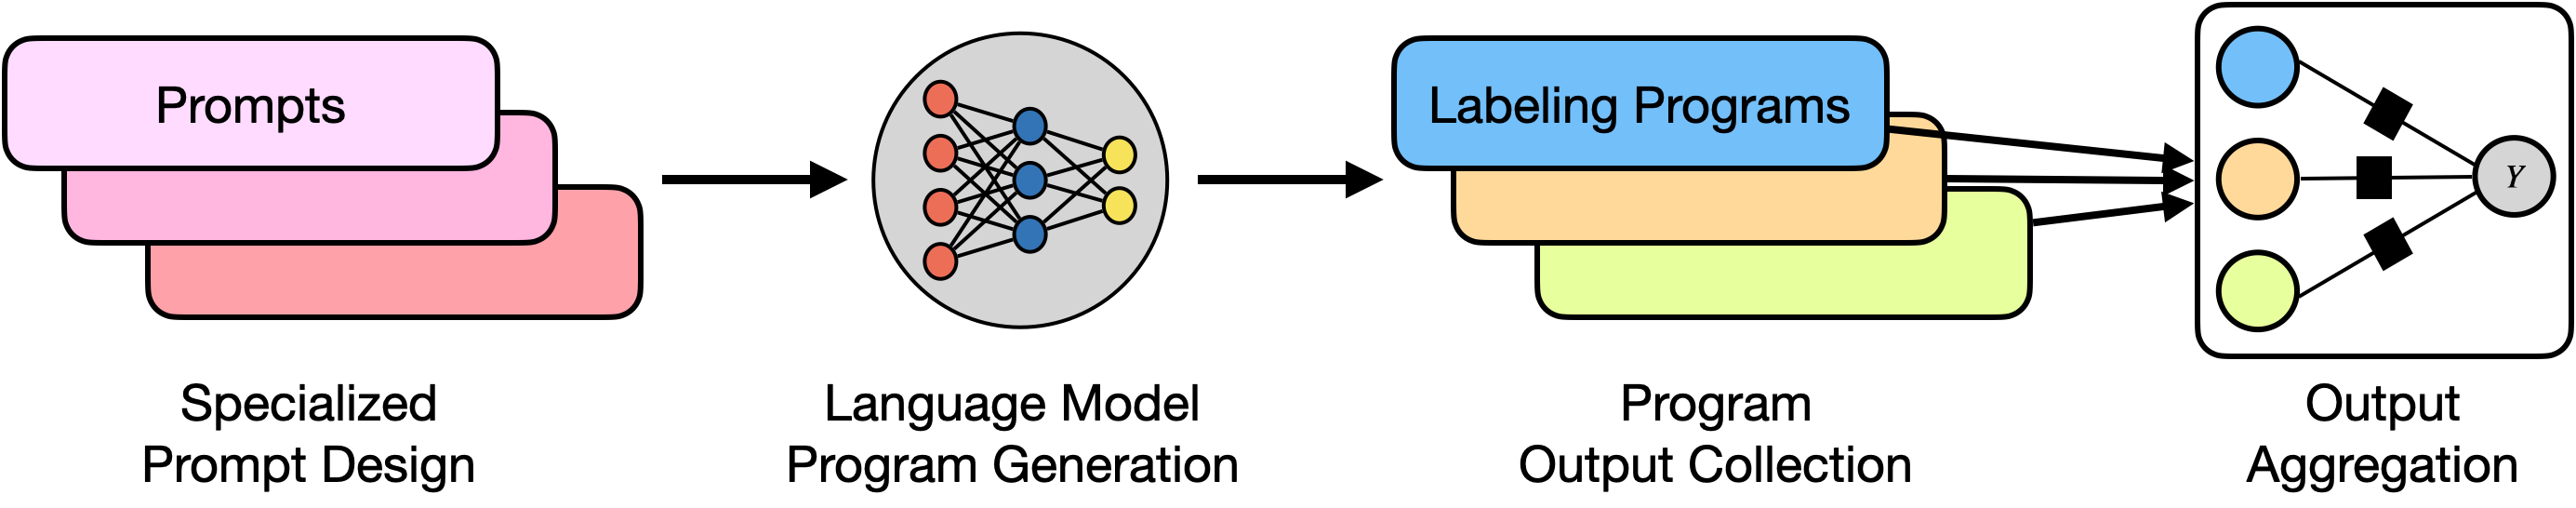 Prompts
Labeling Programs
Y
Specialized
Prompt Design
Language Model
Program Generation
Program
Output Collection
Output
Aggregation